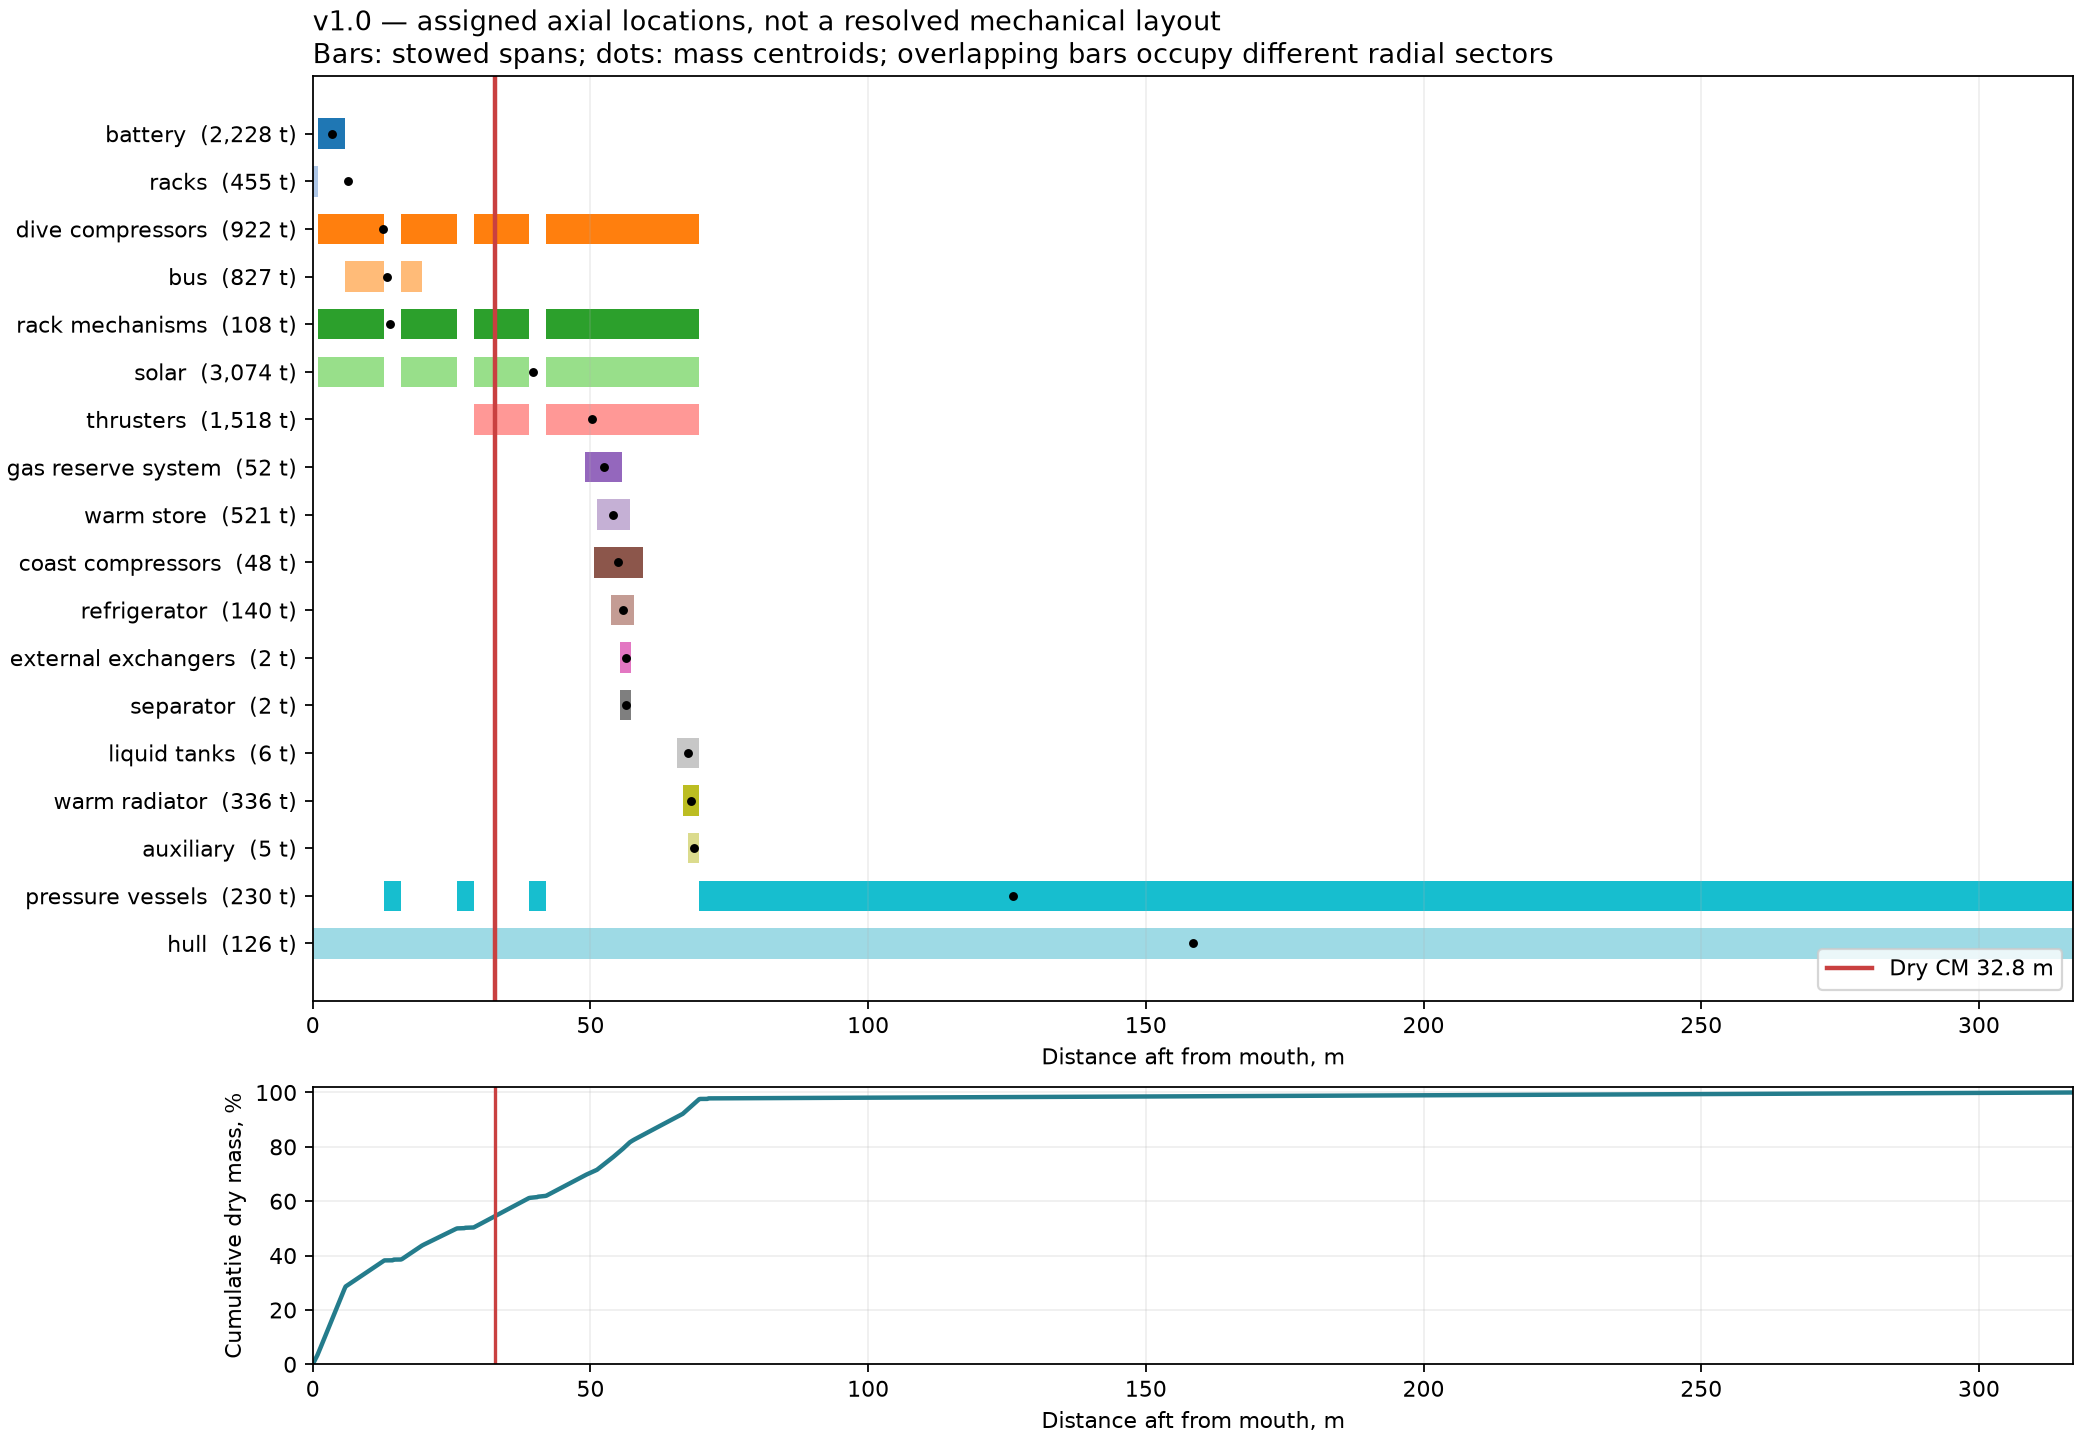 v1.0 — assigned axial locations, not a resolved mechanical layout
Bars: stowed spans; dots: mass centroids; overlapping bars occupy different radial sectors
battery (2,228 t)
racks (455 t)
dive compressors (922 t)
bus (827 t)
rack mechanisms (108 t)
solar (3,074 t)
thrusters (1,518 t)
gas reserve system (52 t)
warm store (521 t)
coast compressors (48 t)
refrigerator (140 t)
external exchangers (2 t)
separator (2 t)
liquid tanks (6 t)
warm radiator (336 t)
auxiliary (5 t)
pressure vessels (230 t)
hull (126 t)
Dry CM 32.8 m
0 50 100 150 200 250 300
Distance aft from mouth, m
Cumulative dry mass, %
100
80
60
40
20
0
0 50 100 150 200 250 300
Distance aft from mouth, m